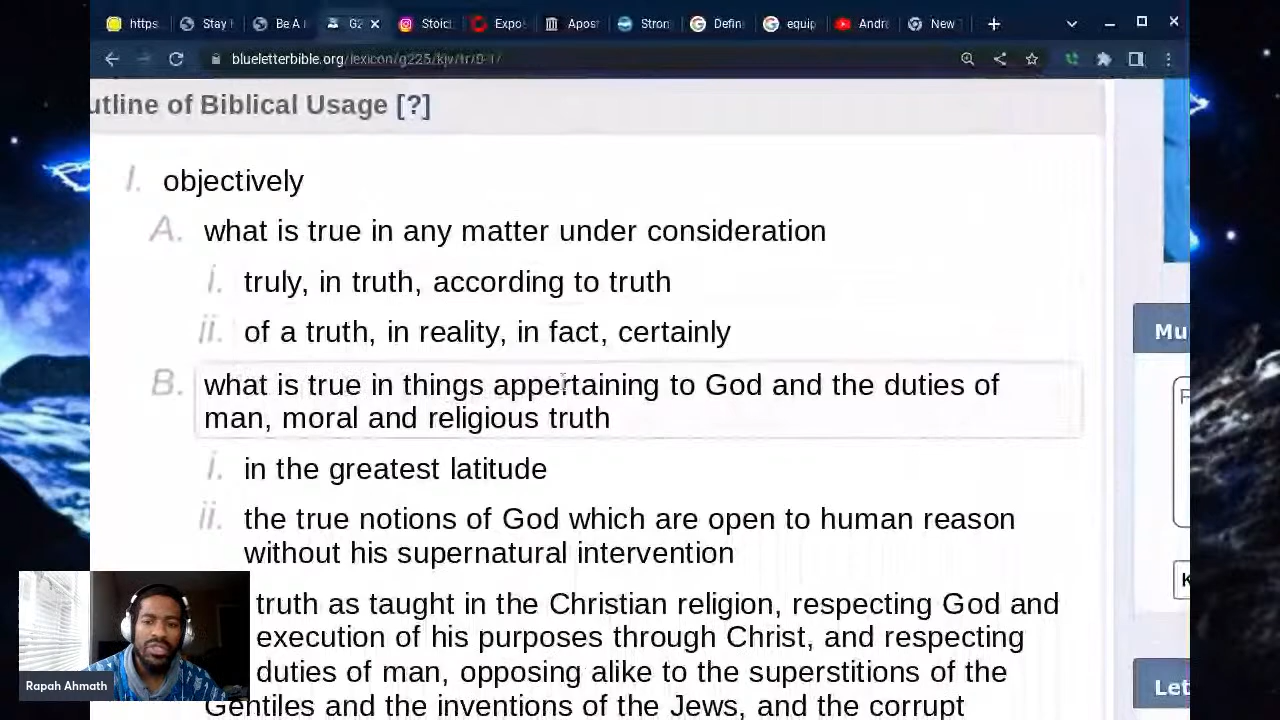 https
Stay
Be A
G2
Stoici
Expo
Apost
Stron
Defin
equip
Andre
New
blueletterbible.org/lexicon/g225/kjv/tr/0-1/
utline of Biblical Usage [?]
I. objectively
A. what is true in any matter under consideration
i. truly, in truth, according to truth
ii. of a truth, in reality, in fact, certainly
B. what is true in things appertaining to God and the duties of
man, moral and religious truth
i. in the greatest latitude
ii. the true notions of God which are open to human reason
without his supernatural intervention
truth as taught in the Christian religion, respecting God and
execution of his purposes through Christ, and respecting
duties of man, opposing alike to the superstitions of the
Gentiles and the inventions of the Jews, and the corrupt
Mu
K
Let
Rapah Ahmath